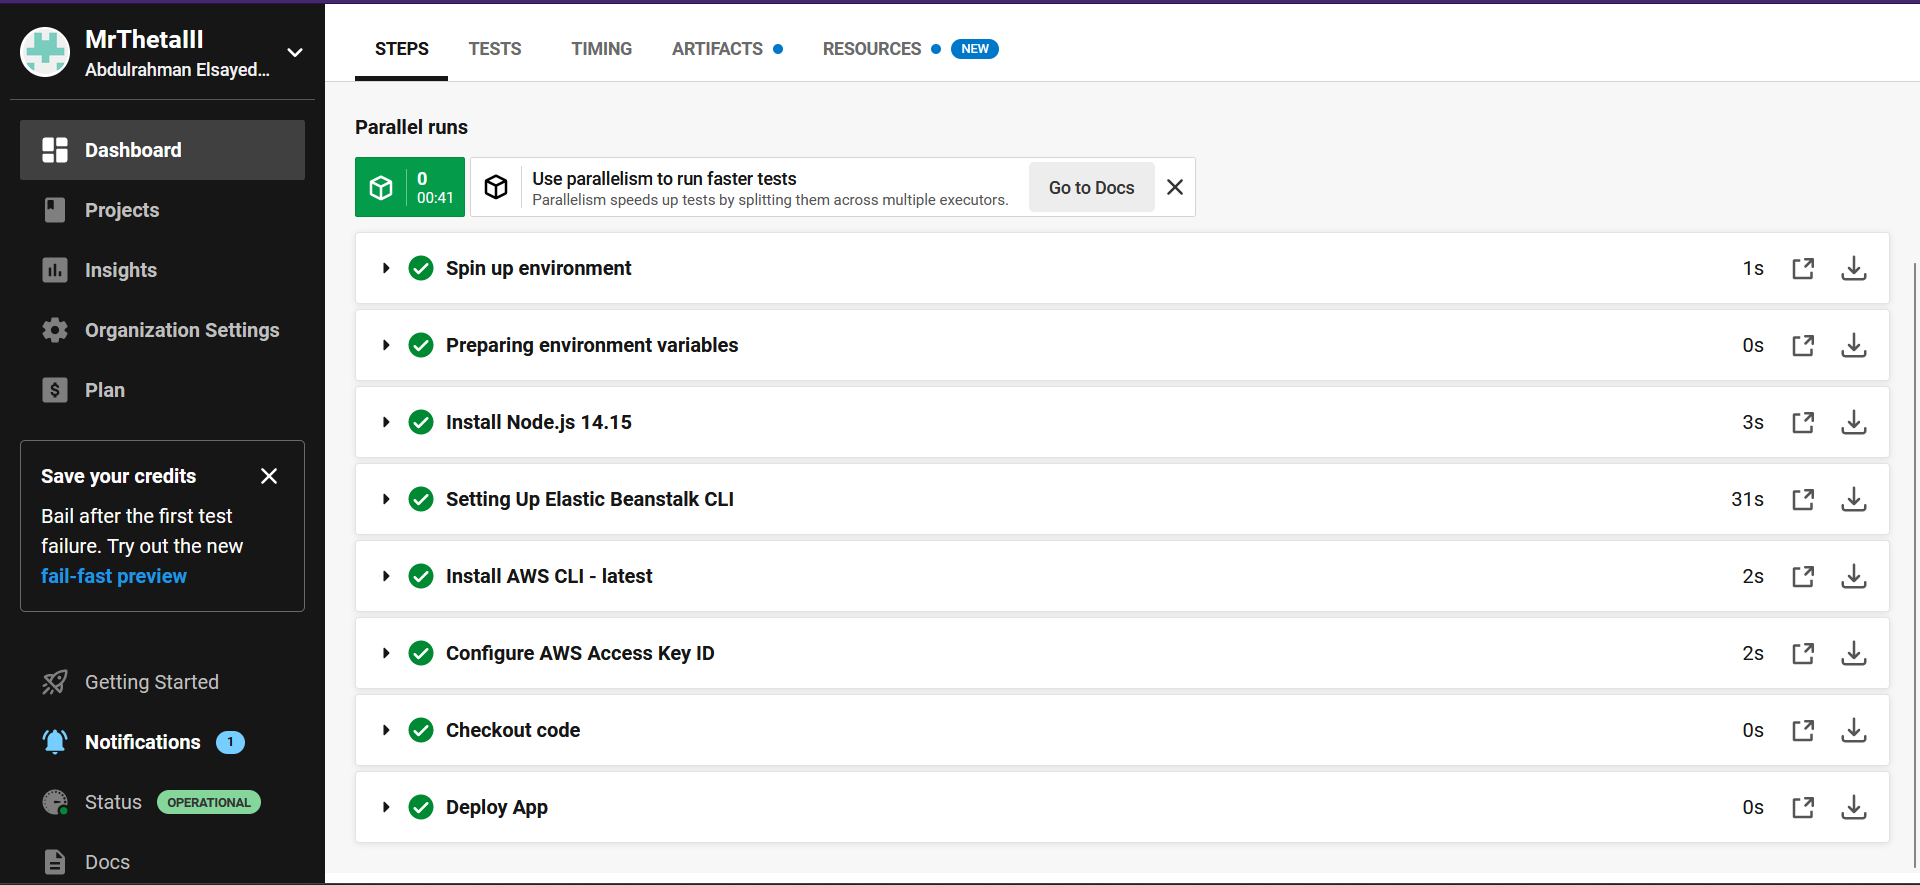 MrThetallI
Abdulrahman Elsayed...
Dashboard
Projects
Insights
Organization Settings
Plan
Save your credits
Bail after the first test
failure. Try out the new
fail-fast preview
Getting Started
Notifications 1
Status OPERATIONAL
Docs
STEPS TESTS TIMING ARTIFACTS RESOURCES NEW
Parallel runs
0
00:41
Use parallelism to run faster tests
Parallelism speeds up tests by splitting them across multiple executors.
Go to Docs
Spin up environment 1s
Preparing environment variables 0s
Install Node.js 14.15 3s
Setting Up Elastic Beanstalk CLI 31s
Install AWS CLI - latest 2s
Configure AWS Access Key ID 2s
Checkout code 0s
Deploy App 0s